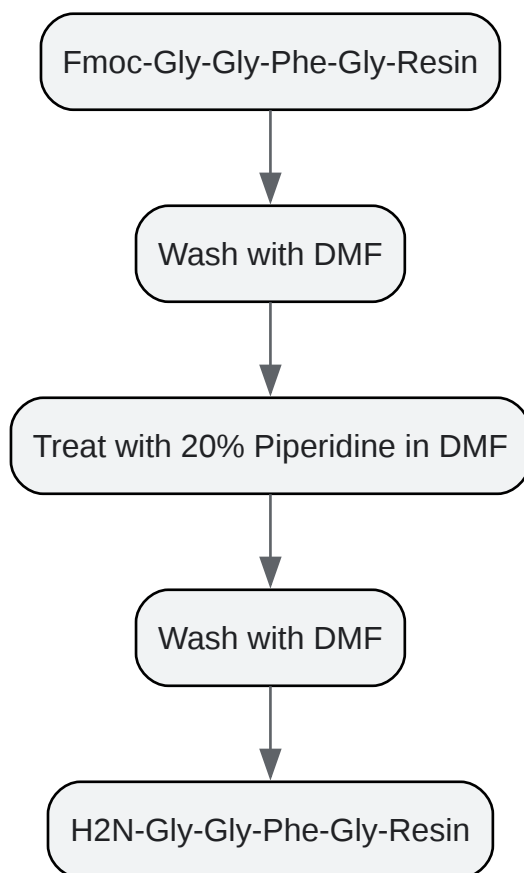 Fmoc-Gly-Gly-Phe-Gly-Resin
Wash with DMF
Treat with 20% Piperidine in DMF
Wash with DMF
H2N-Gly-Gly-Phe-Gly-Resin